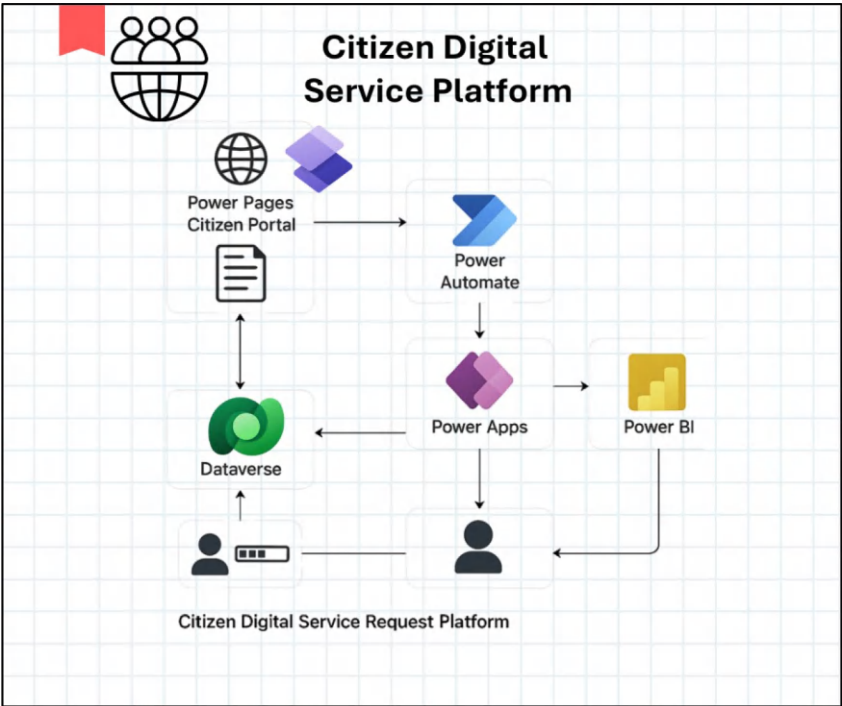 Citizen Digital
Service Platform
Power Pages
Citizen Portal
Power
Automate
Power Apps
Power BI
Dataverse
Citizen Digital Service Request Platform